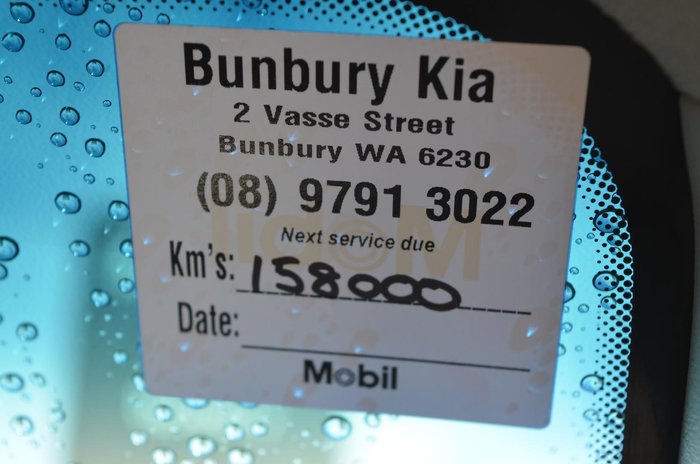 Bunbury Kia
2 Vasse Street
Bunbury WA 6230
(08) 9791 3022
Next service due
Km's: 158000
Date:
Mobil